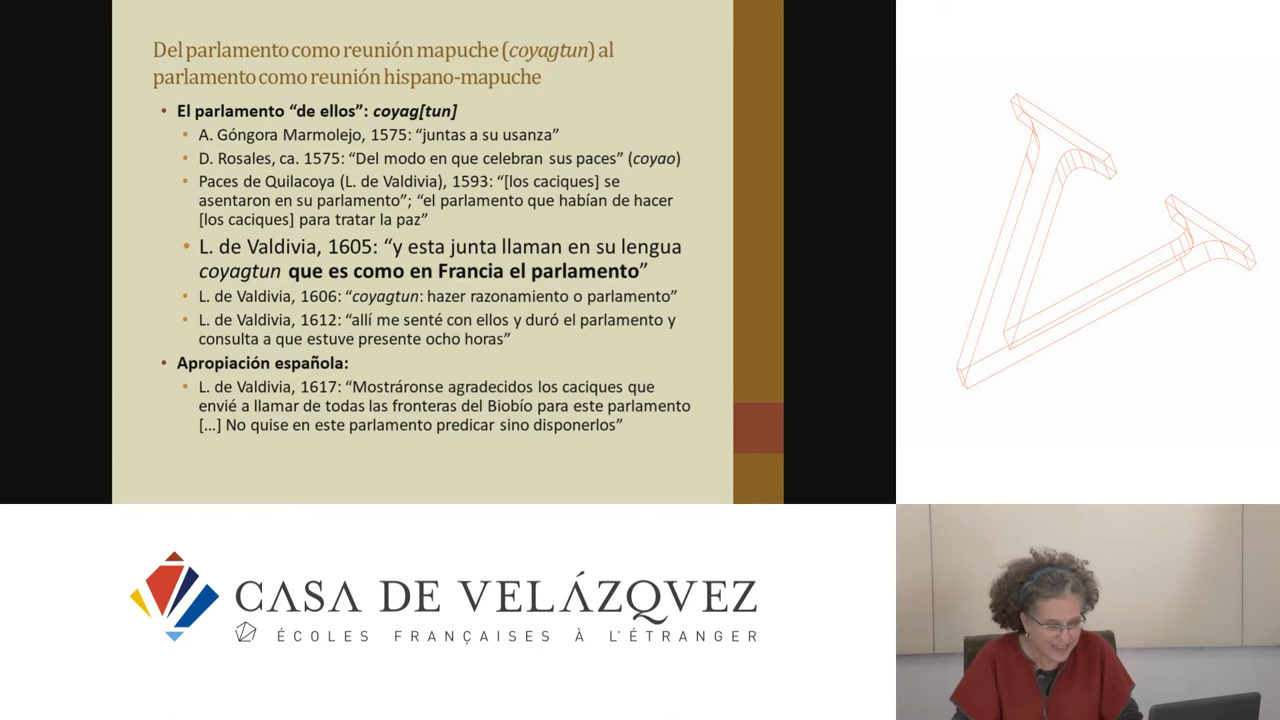 Del parlamento como reunión mapuche (coyagtun) al
parlamento como reunión hispano-mapuche
• El parlamento “de ellos”: coyag[tun]
• A. Góngora Marmolejo, 1575: “juntas a su usanza”
• D. Rosales, ca. 1575: “Del modo en que celebran sus paces” (coyao)
• Paces de Quilacoya (L. de Valdivia), 1593: “[los caciques] se
asentaron en su parlamento”; “el parlamento que habían de hacer
[los caciques] para tratar la paz”
• L. de Valdivia, 1605: “y esta junta llaman en su lengua
coyagtun que es como en Francia el parlamento”
• L. de Valdivia, 1606: “coyagtun: hazer razonamiento o parlamento”
• L. de Valdivia, 1612: “allí me senté con ellos y duró el parlamento y
consulta a que estuve presente ocho horas”
• Apropiación española:
• L. de Valdivia, 1617: “Mostráronse agradecidos los caciques que
envié a llamar de todas las fronteras del Biobío para este parlamento
[…] No quise en este parlamento predicar sino disponerlos”
CASA DE VELÁZQVEZ
ÉCOLES FRANÇAISES À L'ÉTRANGER